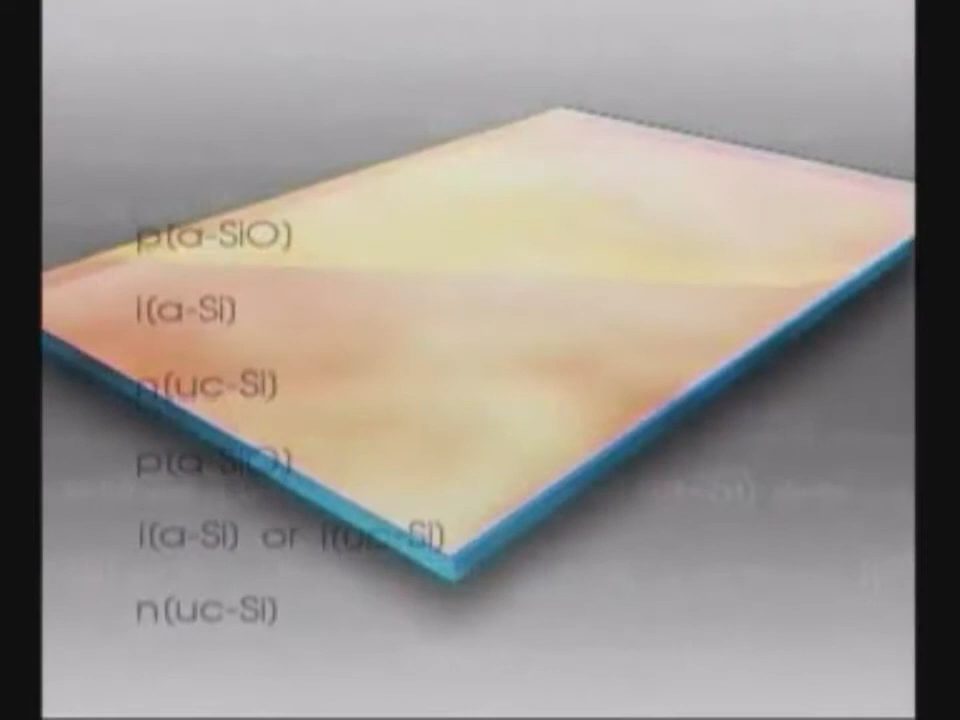 p(a-SiO)
i(a-Si)
n(uc-Si)
p(a-SiO)
i(a-Si) or i(uc-Si)
n(uc-Si)